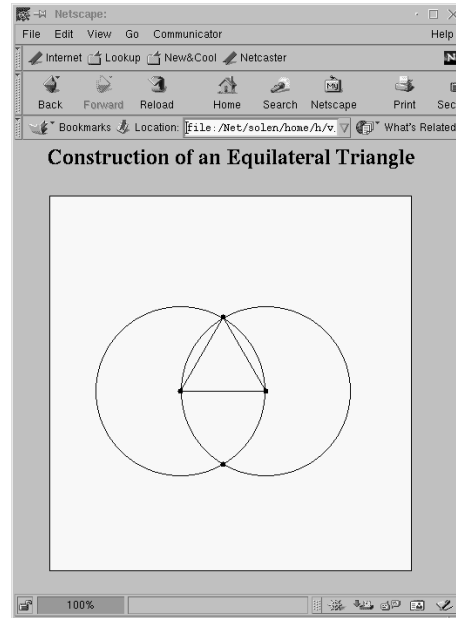 Netscape:
File Edit View Go Communicator Help
Internet Lookup New&Cool Netcaster
Back Forward Reload Home Search Netscape Print Sec
Bookmarks Location: file:/Net/solen/home/h/v. What's Related
Construction of an Equilateral Triangle
100%